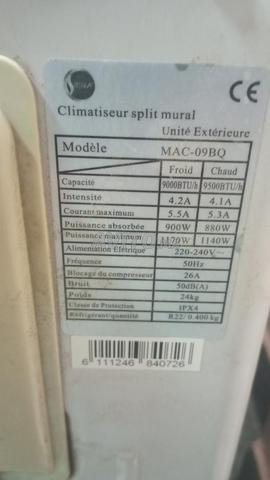 CE
Climatiseur split mural
Unité Extérieure
Modèle MAC-09BQ
Froid Chaud
Capacité 9000BTU/h 9500BTU/h
Intensité 4.2A 4.1A
Courant maximum 5.5A 5.3A
Puissance absorbée 900W 880W
Puissance maximum 1170W 1140W
Alimentation Elétrique 220-240V~
Fréquence 50Hz
Blocage du compresseur 26A
Bruit 50dB(A)
Poids 24kg
Classe de Protection IPX4
Réfrigérant/quantité R22/0.400 kg
6 111246 840726